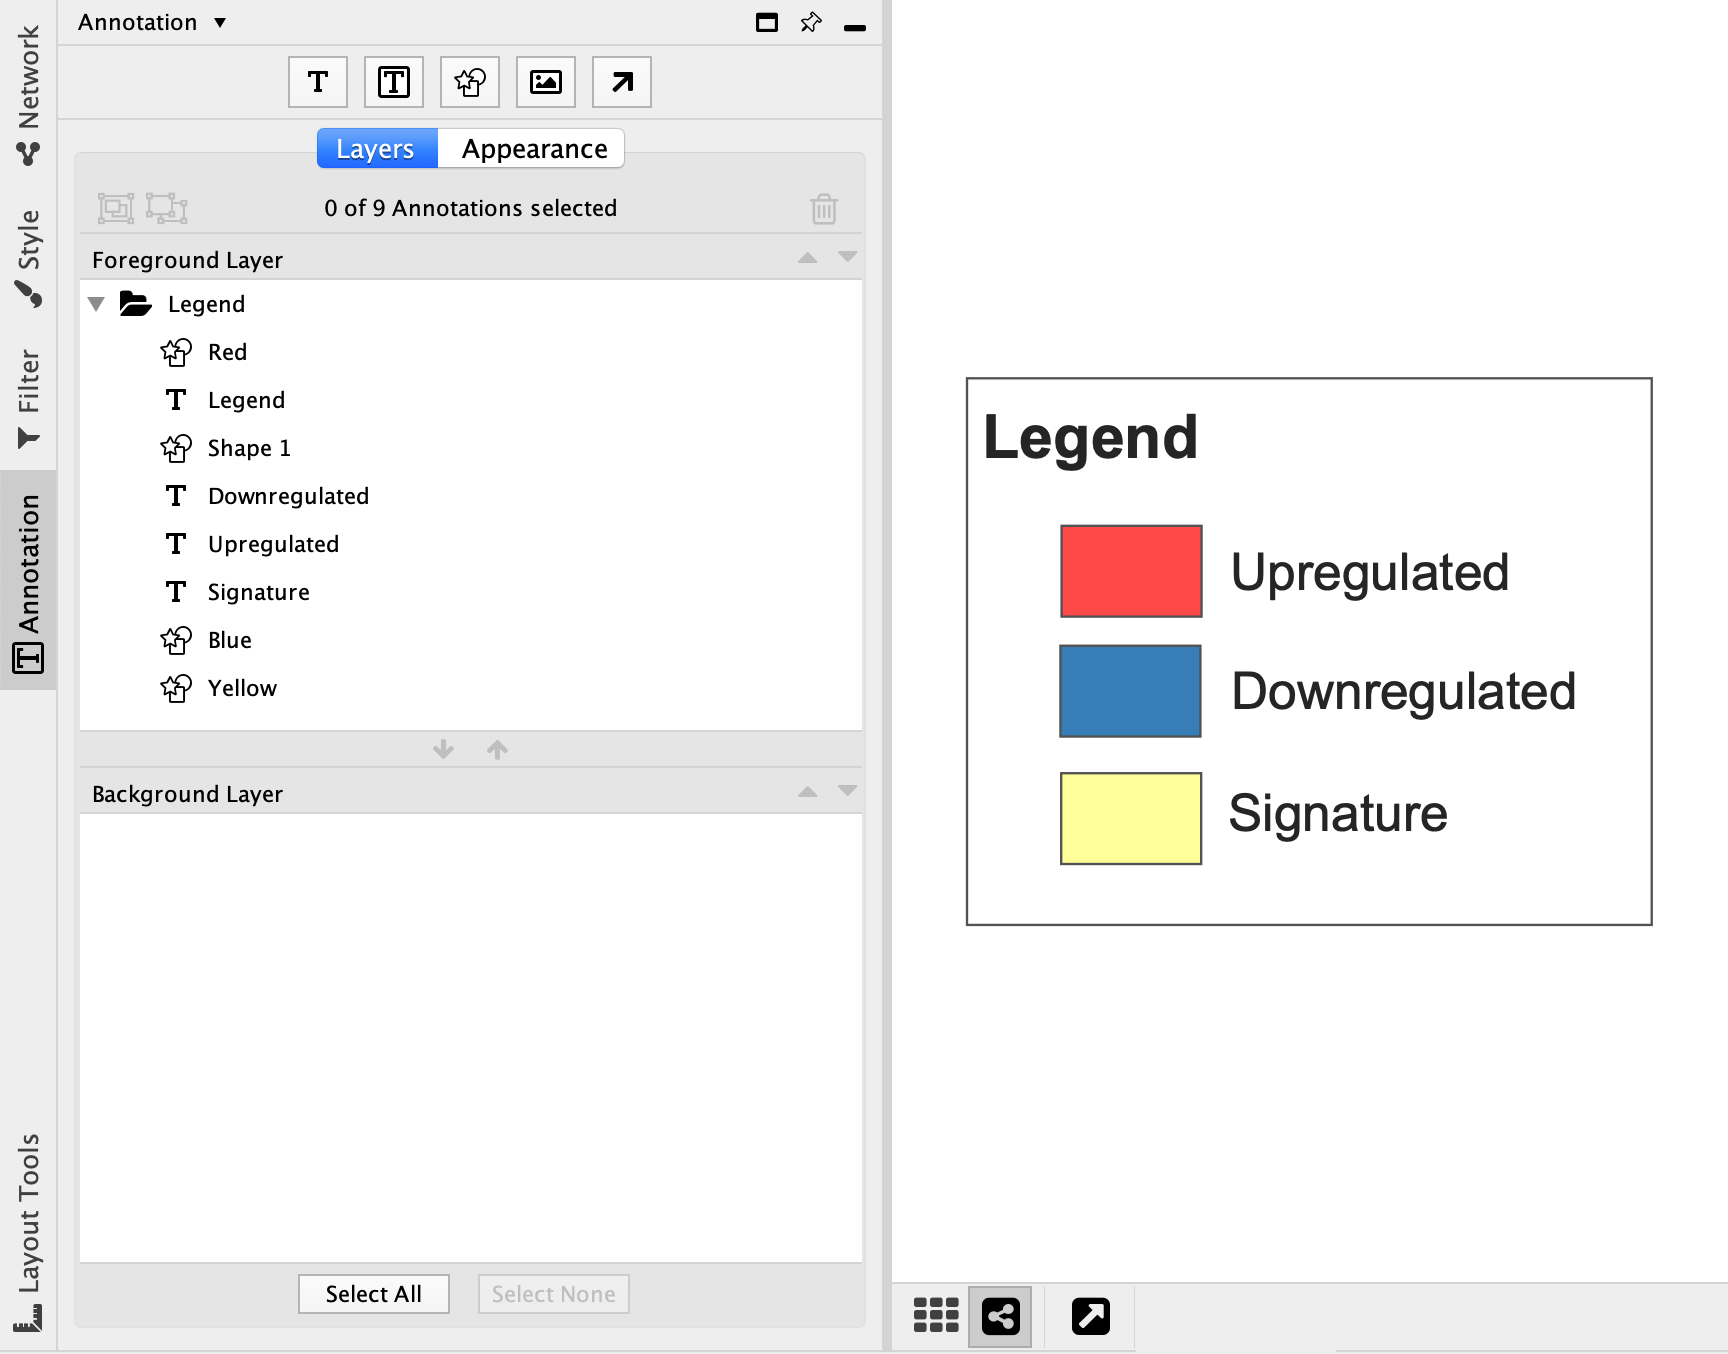 Network
Style
Filter
Annotation
Layout Tools
Annotation
Layers
Appearance
0 of 9 Annotations selected
Foreground Layer
Legend
Red
Legend
Shape 1
Downregulated
Upregulated
Signature
Blue
Yellow
Background Layer
Select All
Select None
Legend
Upregulated
Downregulated
Signature